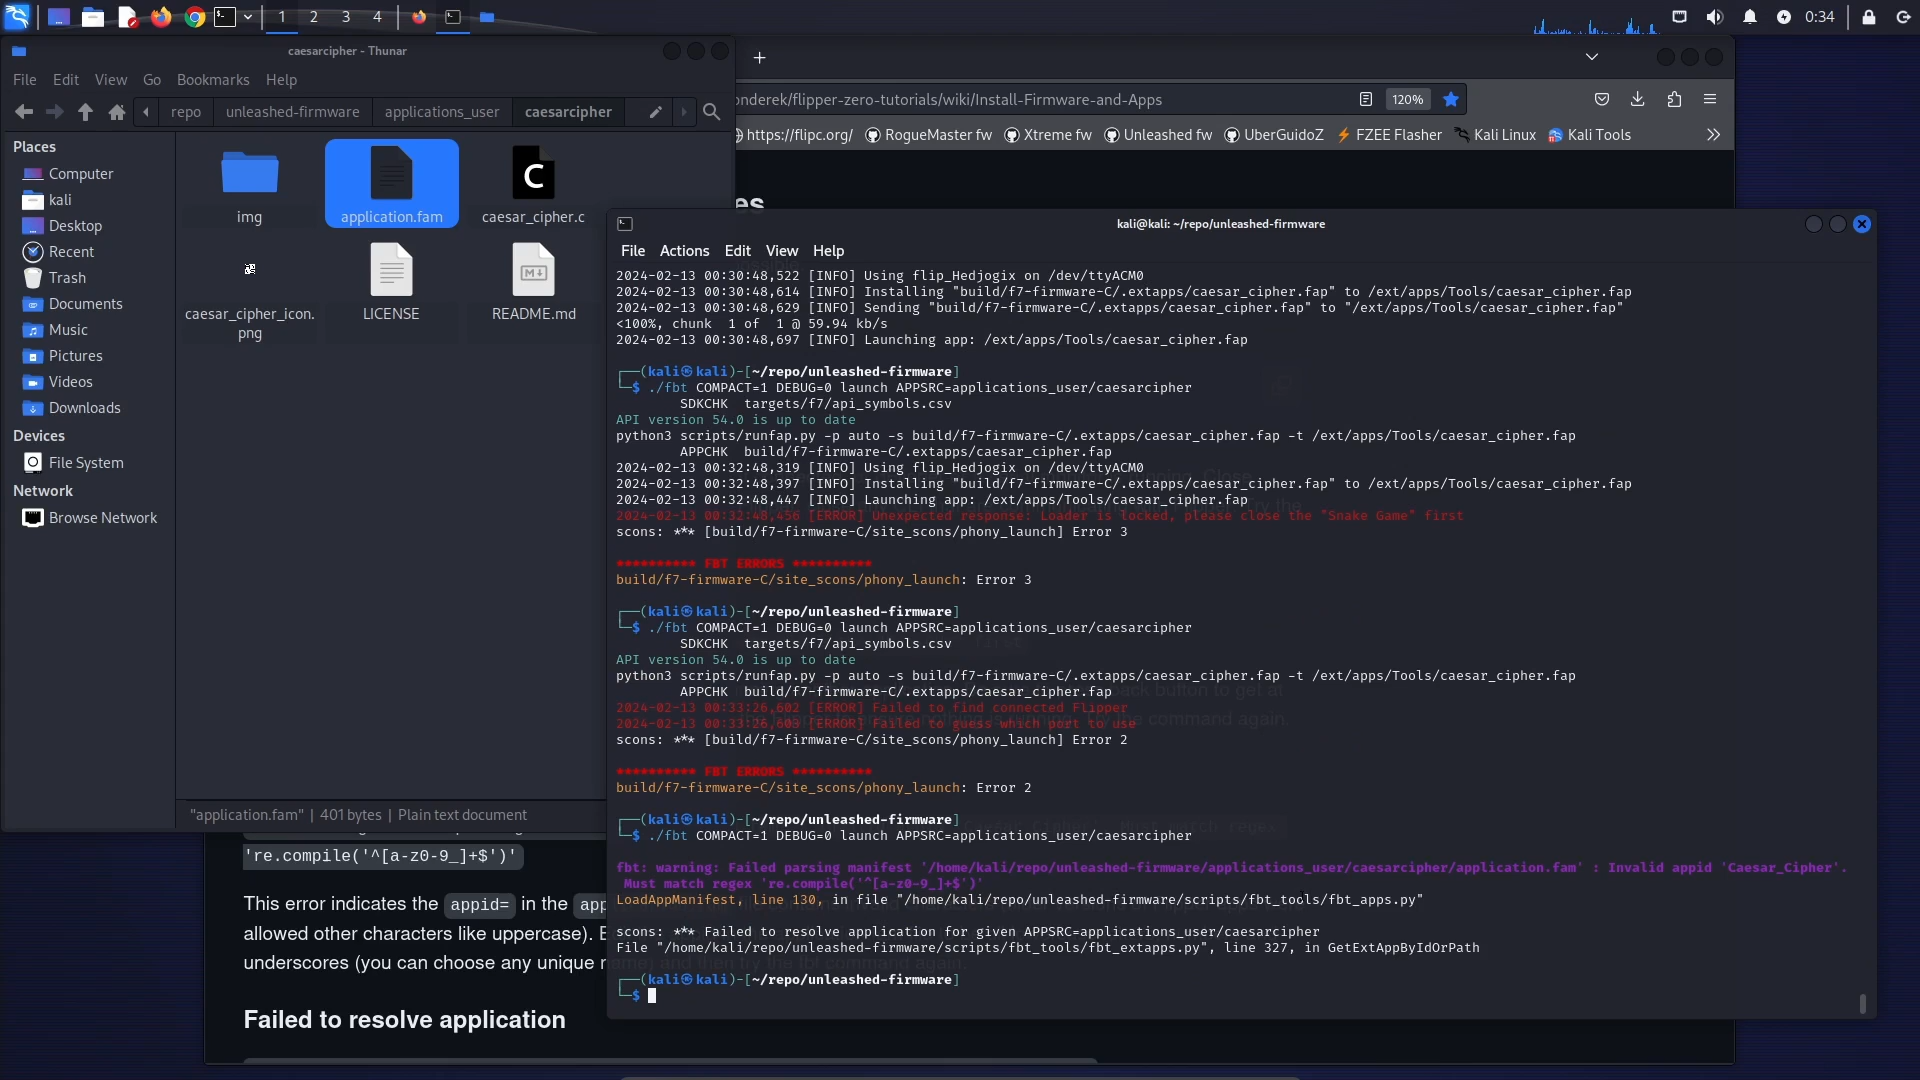 1 2 3 4
0:34
caesarcipher - Thunar
File Edit View Go Bookmarks Help
repo unleashed-firmware applications_user caesarcipher
Places
Computer
kali
Desktop
Recent
Trash
Documents
Music
Pictures
Videos
Downloads
Devices
File System
Network
Browse Network
img
application.fam
C
caesar_cipher.c
caesar_cipher_icon.
png
LICENSE
README.md
"application.fam" | 401 bytes | Plain text document
onderek/flipper-zero-tutorials/wiki/Install-Firmware-and-Apps
120%
https://flipc.org/ RogueMaster fw Xtreme fw Unleashed fw UberGuidoZ FZEE Flasher Kali Linux Kali Tools
es
kali@kali: ~/repo/unleashed-firmware
File Actions Edit View Help
2024-02-13 00:30:48,522 [INFO] Using flip_Hedjogix on /dev/ttyACM0
2024-02-13 00:30:48,614 [INFO] Installing "build/f7-firmware-C/.extapps/caesar_cipher.fap" to /ext/apps/Tools/caesar_cipher.fap
2024-02-13 00:30:48,629 [INFO] Sending "build/f7-firmware-C/.extapps/caesar_cipher.fap" to "/ext/apps/Tools/caesar_cipher.fap"
<100%, chunk 1 of 1 @ 59.94 kb/s
2024-02-13 00:30:48,697 [INFO] Launching app: /ext/apps/Tools/caesar_cipher.fap
┌──(kali㉿kali)-[~/repo/unleashed-firmware]
└─$ ./fbt COMPACT=1 DEBUG=0 launch APPSRC=applications_user/caesarcipher
SDKCHK targets/f7/api_symbols.csv
API version 54.0 is up to date
python3 scripts/runfap.py -p auto -s build/f7-firmware-C/.extapps/caesar_cipher.fap -t /ext/apps/Tools/caesar_cipher.fap
APPCHK build/f7-firmware-C/.extapps/caesar_cipher.fap
2024-02-13 00:32:48,319 [INFO] Using flip_Hedjogix on /dev/ttyACM0
2024-02-13 00:32:48,397 [INFO] Installing "build/f7-firmware-C/.extapps/caesar_cipher.fap" to /ext/apps/Tools/caesar_cipher.fap
2024-02-13 00:32:48,447 [INFO] Launching app: /ext/apps/Tools/caesar_cipher.fap
2024-02-13 00:32:48,456 [ERROR] Unexpected response: Loader is locked, please close the "Snake Game" first
scons: *** [build/f7-firmware-C/site_scons/phony_launch] Error 3
********** FBT ERRORS **********
build/f7-firmware-C/site_scons/phony_launch: Error 3
┌──(kali㉿kali)-[~/repo/unleashed-firmware]
└─$ ./fbt COMPACT=1 DEBUG=0 launch APPSRC=applications_user/caesarcipher
SDKCHK targets/f7/api_symbols.csv
API version 54.0 is up to date
python3 scripts/runfap.py -p auto -s build/f7-firmware-C/.extapps/caesar_cipher.fap -t /ext/apps/Tools/caesar_cipher.fap
APPCHK build/f7-firmware-C/.extapps/caesar_cipher.fap
2024-02-13 00:33:26,602 [ERROR] Failed to find connected Flipper
2024-02-13 00:33:26,603 [ERROR] Failed to guess which port to use
scons: *** [build/f7-firmware-C/site_scons/phony_launch] Error 2
********** FBT ERRORS **********
build/f7-firmware-C/site_scons/phony_launch: Error 2
┌──(kali㉿kali)-[~/repo/unleashed-firmware]
└─$ ./fbt COMPACT=1 DEBUG=0 launch APPSRC=applications_user/caesarcipher
fbt: warning: Failed parsing manifest '/home/kali/repo/unleashed-firmware/applications_user/caesarcipher/application.fam' : Invalid appid 'Caesar_Cipher'.
Must match regex 're.compile('^[a-z0-9_]+$')'
LoadAppManifest, line 130, in file "/home/kali/repo/unleashed-firmware/scripts/fbt_tools/fbt_apps.py"
scons: *** Failed to resolve application for given APPSRC=applications_user/caesarcipher
File "/home/kali/repo/unleashed-firmware/scripts/fbt_tools/fbt_extapps.py", line 327, in GetExtAppByIdOrPath
┌──(kali㉿kali)-[~/repo/unleashed-firmware]
└─$
're.compile('^[a-z0-9_]+$')'
This error indicates the appid= in the app
allowed other characters like uppercase).
underscores (you can choose any unique name) and then try the fbt command again.
Failed to resolve application